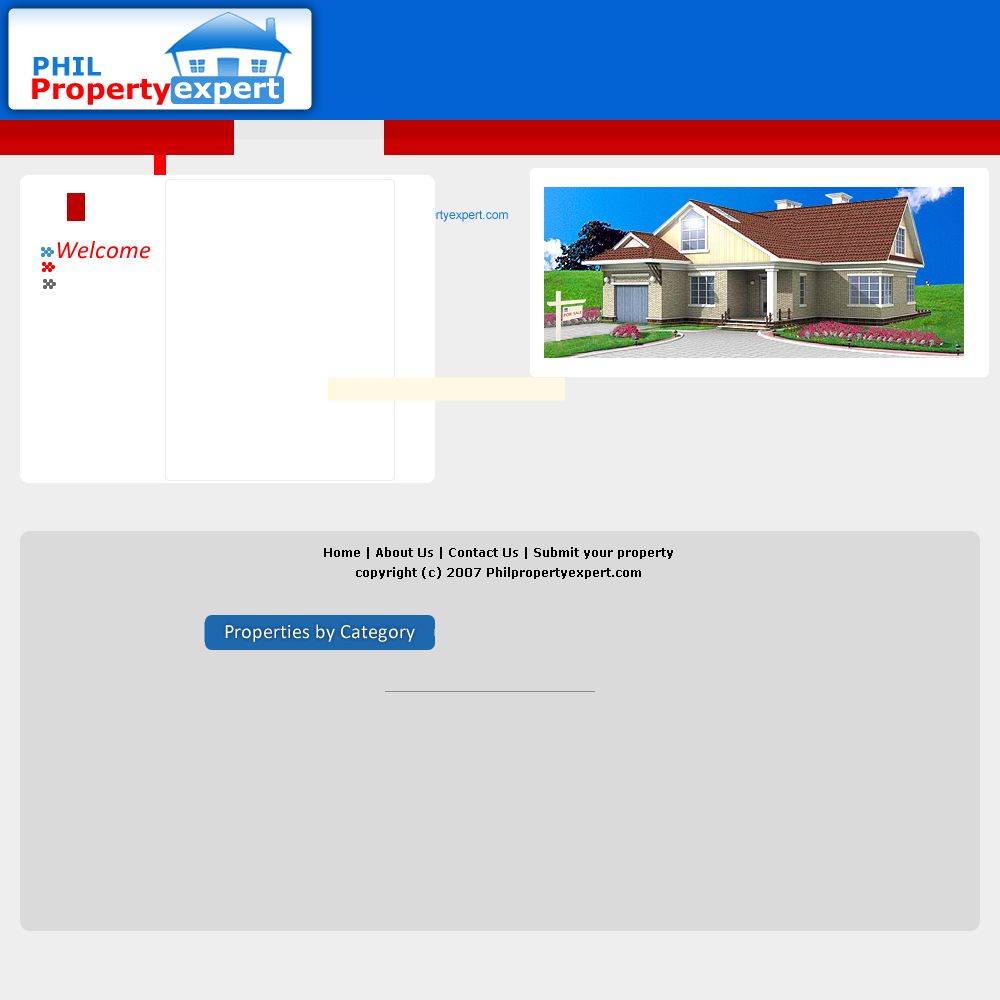 PHIL
Propertyexpert
rtyexpert.com
Welcome
FOR SALE
Home | About Us | Contact Us | Submit your property
copyright (c) 2007 Philpropertyexpert.com
Properties by Category